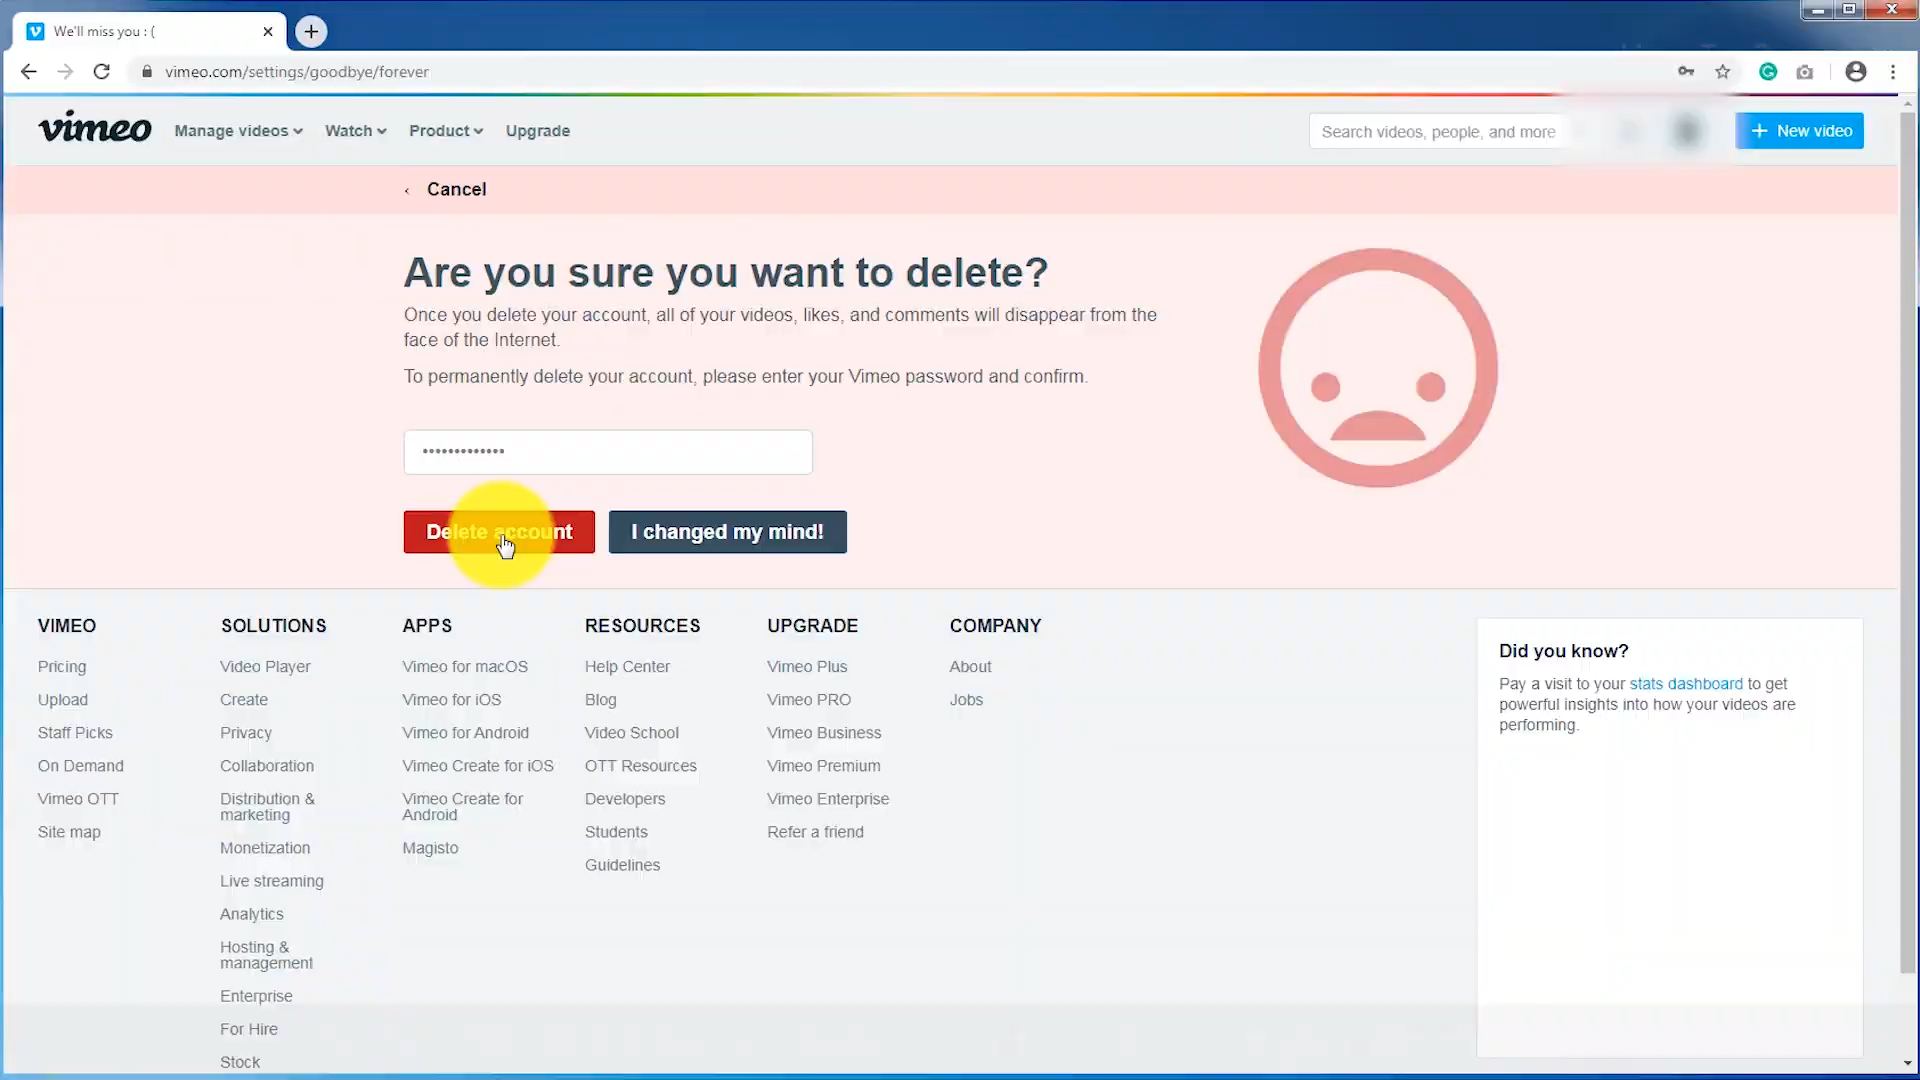 We'll miss you : (
vimeo.com/settings/goodbye/forever
vimeo
Manage videos
Watch
Product
Upgrade
Search videos, people, and more
+ New video
‹ Cancel
Are you sure you want to delete?
Once you delete your account, all of your videos, likes, and comments will disappear from the
face of the Internet.
To permanently delete your account, please enter your Vimeo password and confirm.
•••••••••••••
Delete account
I changed my mind!
VIMEO
Pricing
Upload
Staff Picks
On Demand
Vimeo OTT
Site map
SOLUTIONS
Video Player
Create
Privacy
Collaboration
Distribution &
marketing
Monetization
Live streaming
Analytics
Hosting &
management
Enterprise
For Hire
Stock
APPS
Vimeo for macOS
Vimeo for iOS
Vimeo for Android
Vimeo Create for iOS
Vimeo Create for
Android
Magisto
RESOURCES
Help Center
Blog
Video School
OTT Resources
Developers
Students
Guidelines
UPGRADE
Vimeo Plus
Vimeo PRO
Vimeo Business
Vimeo Premium
Vimeo Enterprise
Refer a friend
COMPANY
About
Jobs
Did you know?
Pay a visit to your stats dashboard to get
powerful insights into how your videos are
performing.